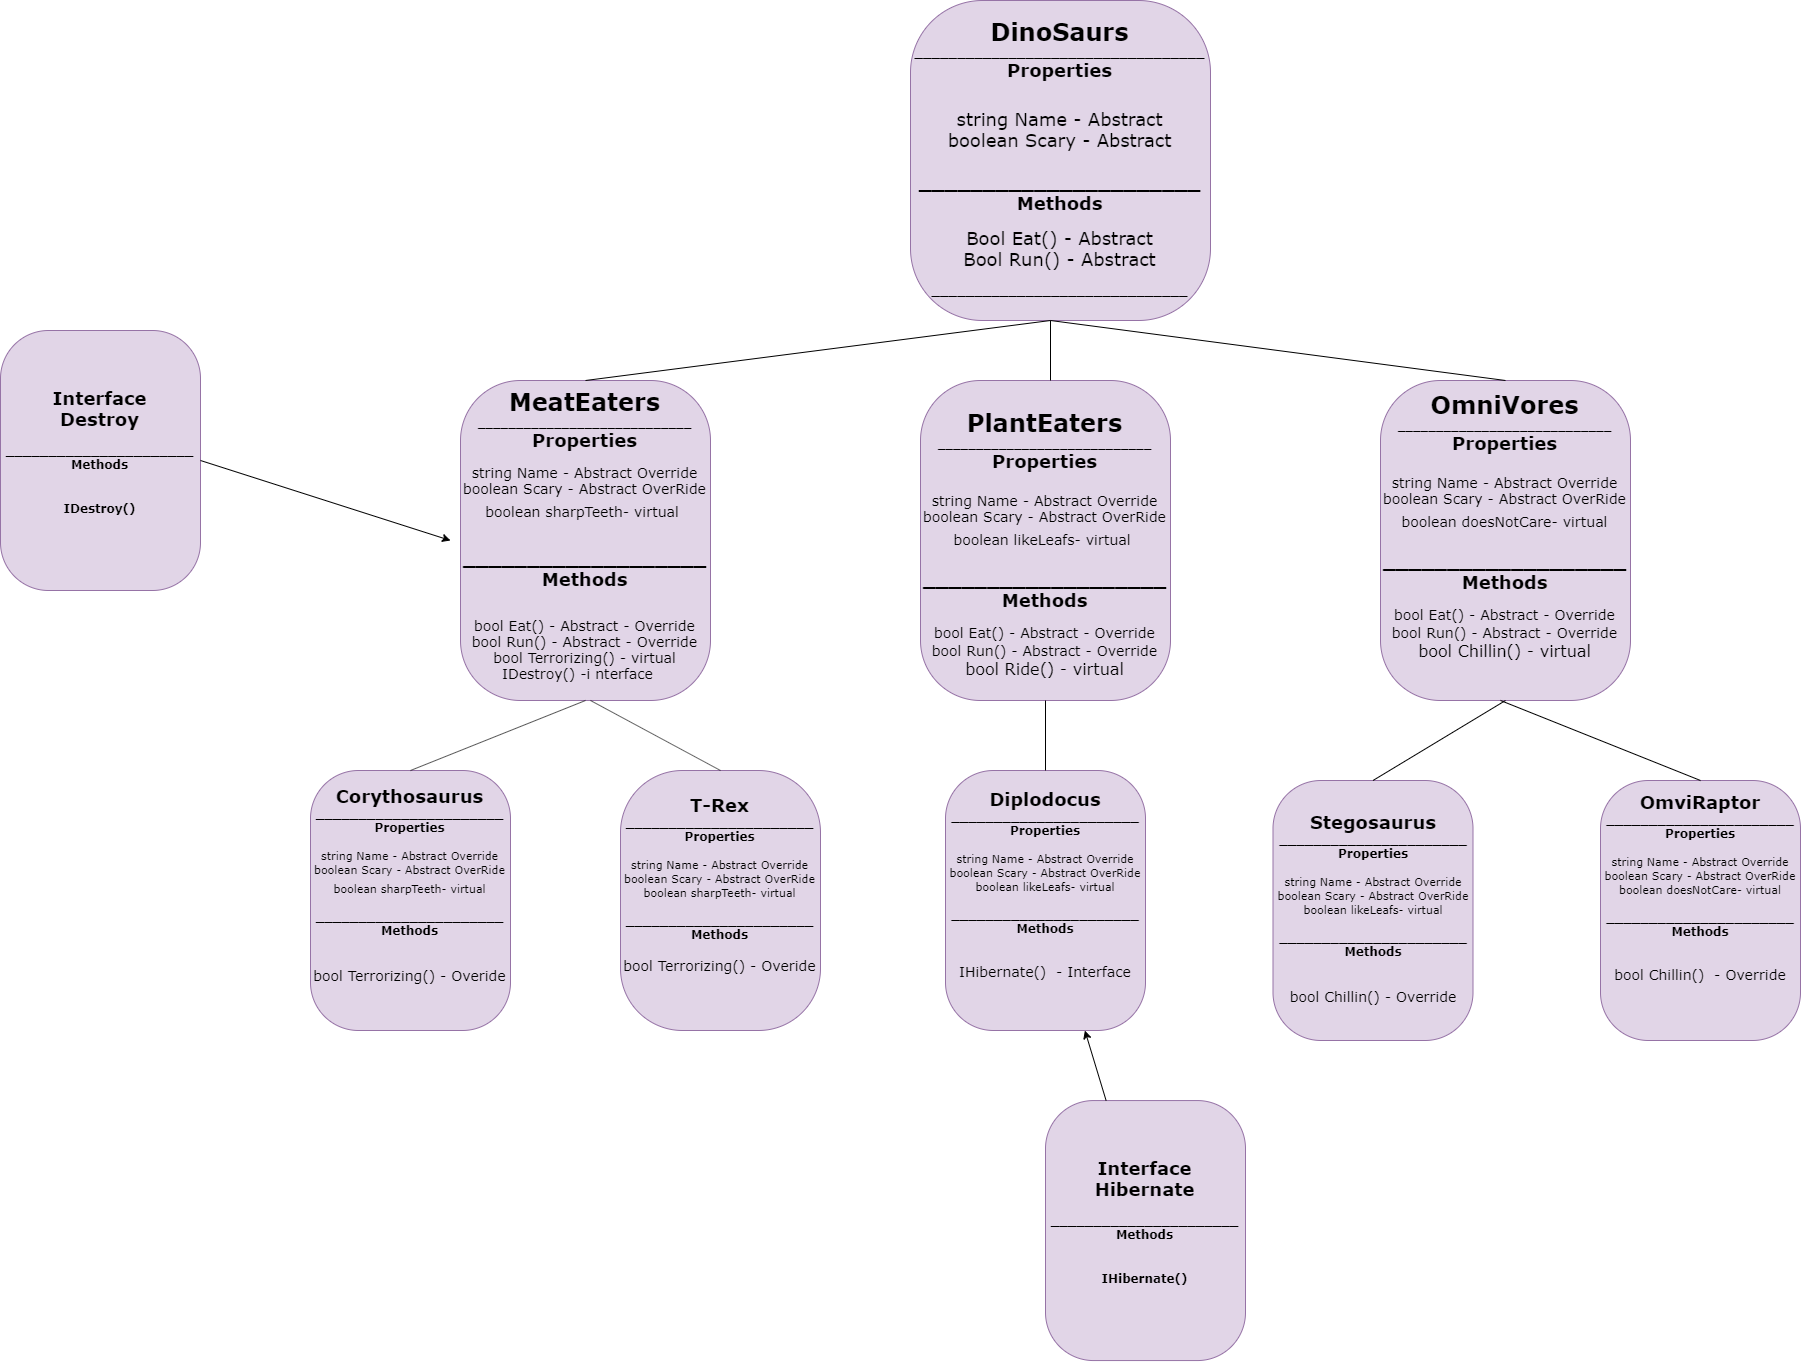 DinoSaurs
Properties
string Name - Abstract
boolean Scary - Abstract
Methods
Bool Eat() - Abstract
Bool Run() - Abstract
Interface
Destroy
Methods
IDestroy()
MeatEaters
Properties
string Name - Abstract Override
boolean Scary - Abstract OverRide
boolean sharpTeeth- virtual
Methods
bool Eat() - Abstract - Override
bool Run() - Abstract - Override
bool Terrorizing() - virtual
IDestroy() -i nterface
PlantEaters
Properties
string Name - Abstract Override
boolean Scary - Abstract OverRide
boolean likeLeafs- virtual
Methods
bool Eat() - Abstract - Override
bool Run() - Abstract - Override
bool Ride() - virtual
OmniVores
Properties
string Name - Abstract Override
boolean Scary - Abstract OverRide
boolean doesNotCare- virtual
Methods
bool Eat() - Abstract - Override
bool Run() - Abstract - Override
bool Chillin() - virtual
Corythosaurus
Properties
string Name - Abstract Override
boolean Scary - Abstract OverRide
boolean sharpTeeth- virtual
Methods
bool Terrorizing() - Overide
T-Rex
Properties
string Name - Abstract Override
boolean Scary - Abstract OverRide
boolean sharpTeeth- virtual
Methods
bool Terrorizing() - Overide
Diplodocus
Properties
string Name - Abstract Override
boolean Scary - Abstract OverRide
boolean likeLeafs- virtual
Methods
IHibernate()  - Interface
Stegosaurus
Properties
string Name - Abstract Override
boolean Scary - Abstract OverRide
boolean likeLeafs- virtual
Methods
bool Chillin() - Override
OmviRaptor
Properties
string Name - Abstract Override
boolean Scary - Abstract OverRide
boolean doesNotCare- virtual
Methods
bool Chillin()  - Override
Interface
Hibernate
Methods
IHibernate()